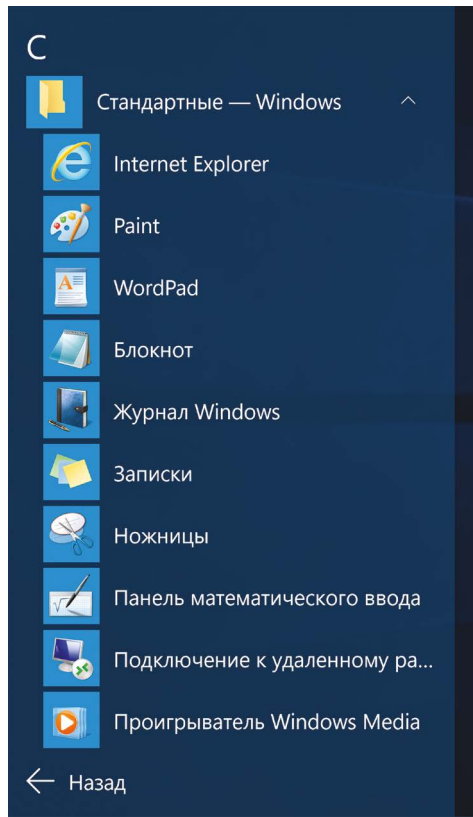 С
Стандартные — Windows
Internet Explorer
Paint
WordPad
Блокнот
Журнал Windows
Записки
Ножницы
Панель математического ввода
Подключение к удаленному ра...
Проигрыватель Windows Media
Назад